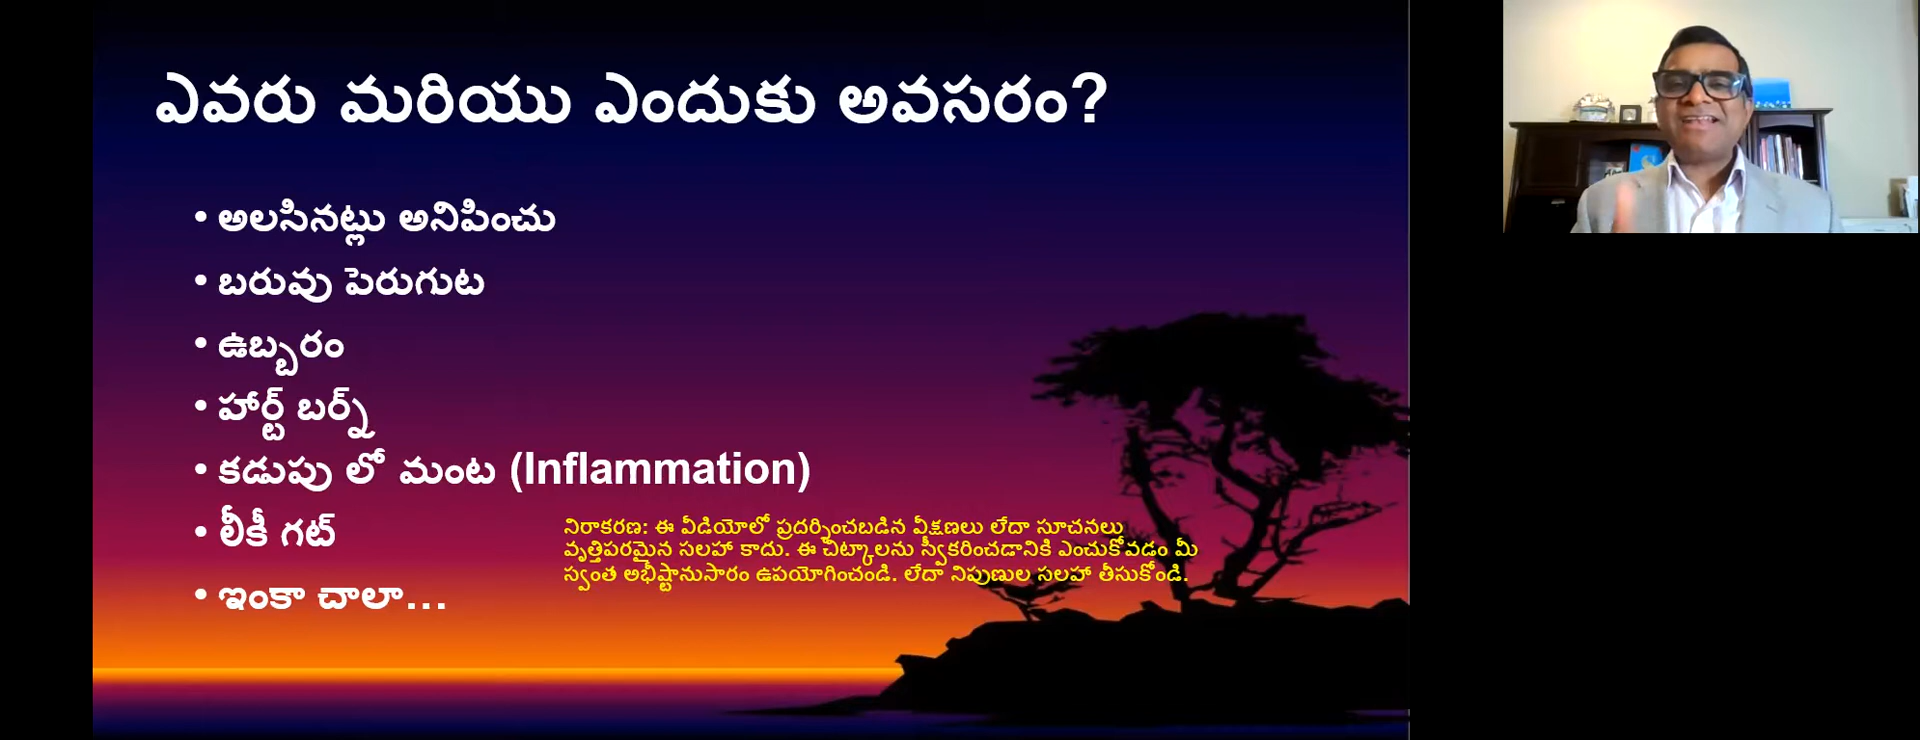 ఎవరు మరియు ఎందుకు అవసరం?
• అలసినట్లు అనిపించు
• బరువు పెరుగుట
• ఉబ్బరం
• హార్ట్ బర్న్
• కడుపు లో మంట (Inflammation)
• లీకీ గట్
నిరాకరణ: ఈ వీడియోలో ప్రదర్శించబడిన వీక్షణలు లేదా సూచనలు
వృత్తిపరమైన సలహా కాదు. ఈ చిట్కాలను స్వీకరించడానికి ఎంచుకోవడం మీ
స్వంత అభీష్టానుసారం ఉపయోగించండి. లేదా నిపుణుల సలహా తీసుకోండి.
• ఇంకా చాలా...